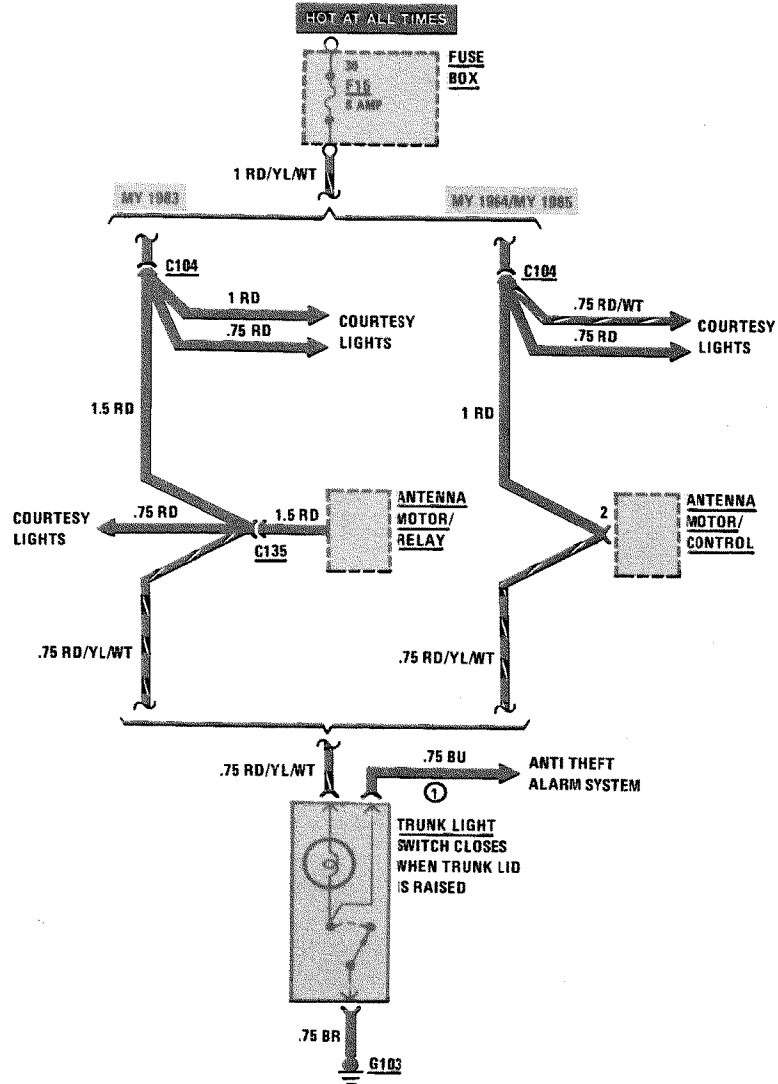 HOT AT ALL TIMES
FUSE
BOX
30
F15
8 AMP
1 RD/YL/WT
MY 1983
MY 1984/MY 1985
C104
C104
1 RD
.75 RD
COURTESY
LIGHTS
.75 RD/WT
.75 RD
COURTESY
LIGHTS
1.5 RD
1 RD
COURTESY
LIGHTS
.75 RD
1.5 RD
C135
ANTENNA
MOTOR/
RELAY
2
ANTENNA
MOTOR/
CONTROL
.75 RD/YL/WT
.75 RD/YL/WT
.75 RD/YL/WT
.75 BU
1
ANTI THEFT
ALARM SYSTEM
TRUNK LIGHT
SWITCH CLOSES
WHEN TRUNK LID
IS RAISED
.75 BR
G103